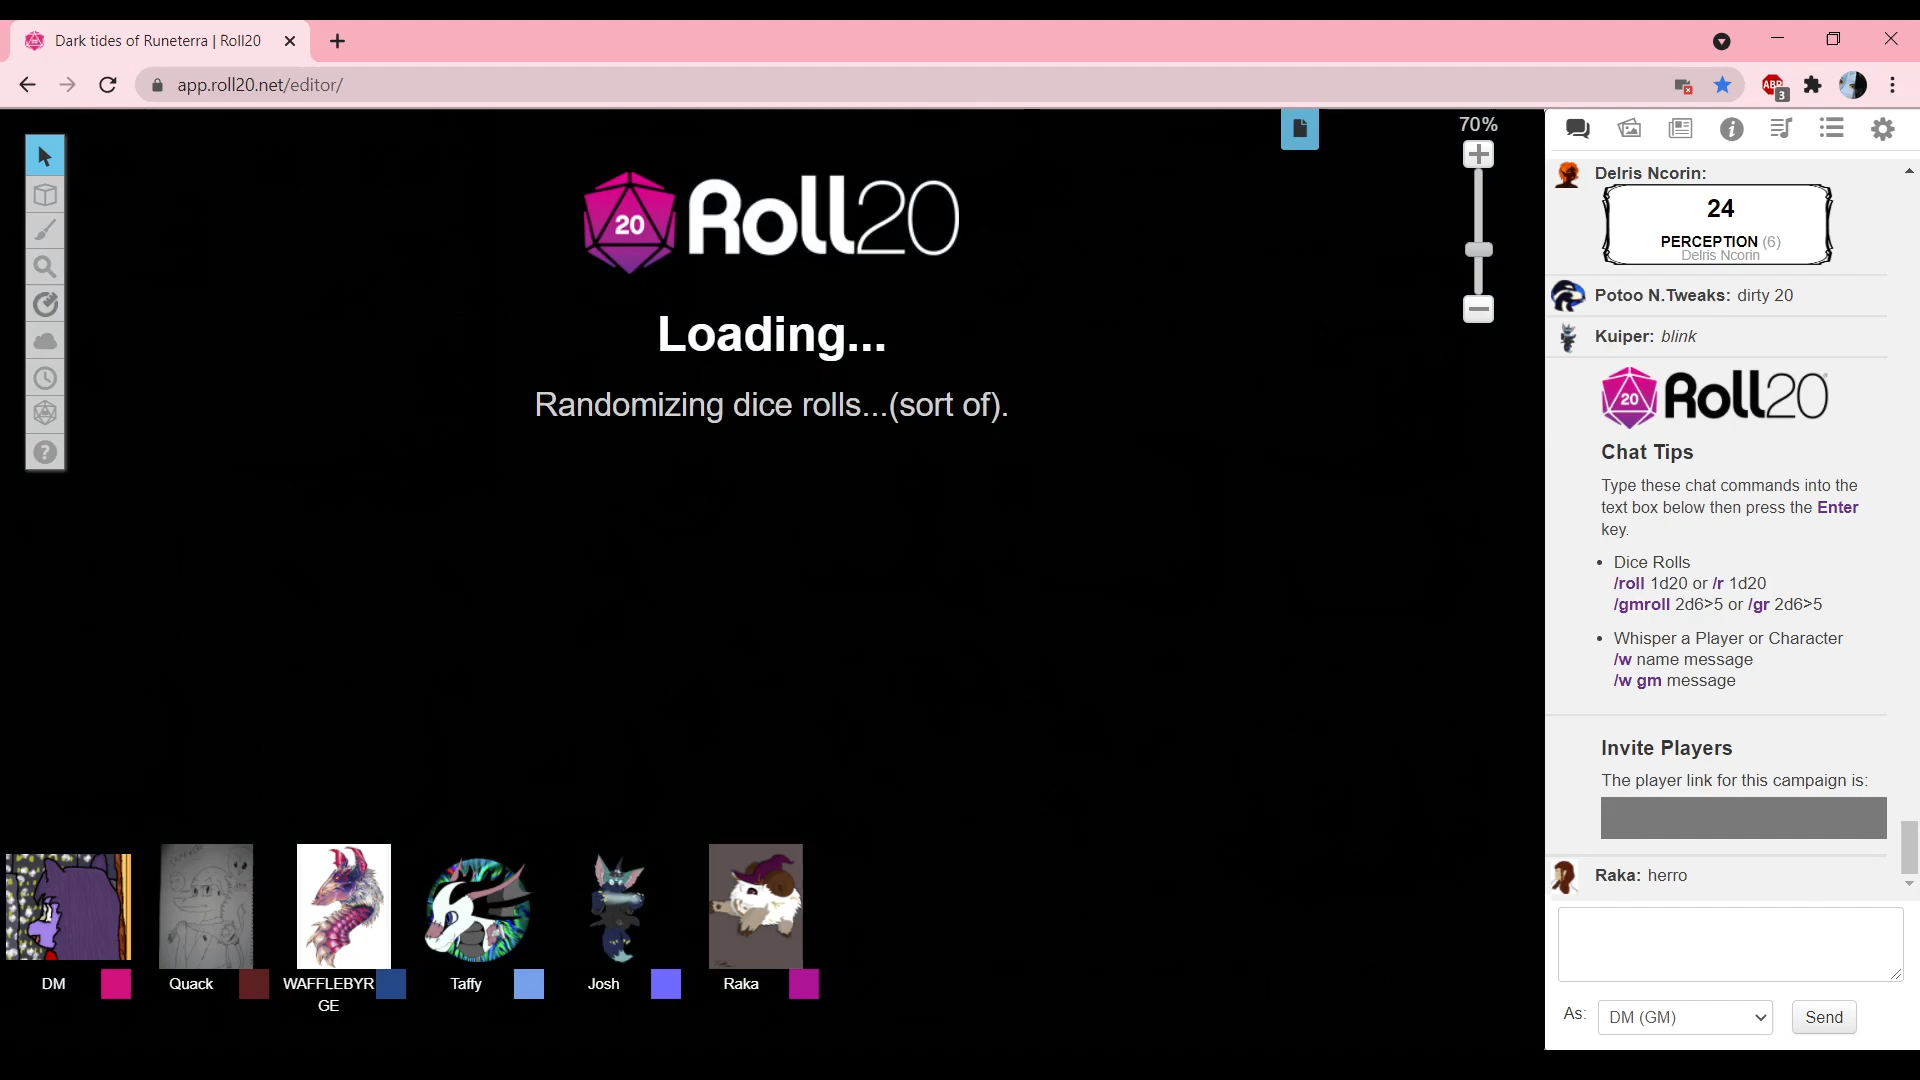 Dark tides of Runeterra | Roll20
app.roll20.net/editor/
ABP
3
70%
20
Roll20
Loading...
Randomizing dice rolls...(sort of).
Delris Ncorin:
24
PERCEPTION (6)
Delris Ncorin
Potoo N.Tweaks: dirty 20
Kuiper: blink
20
Roll20
Chat Tips
Type these chat commands into the
text box below then press the Enter
key.
• Dice Rolls
/roll 1d20 or /r 1d20
/gmroll 2d6>5 or /gr 2d6>5
• Whisper a Player or Character
/w name message
/w gm message
Invite Players
The player link for this campaign is:
Raka: herro
As: DM (GM) Send
DM
Quack
WAFFLEBYR
GE
Taffy
Josh
Raka